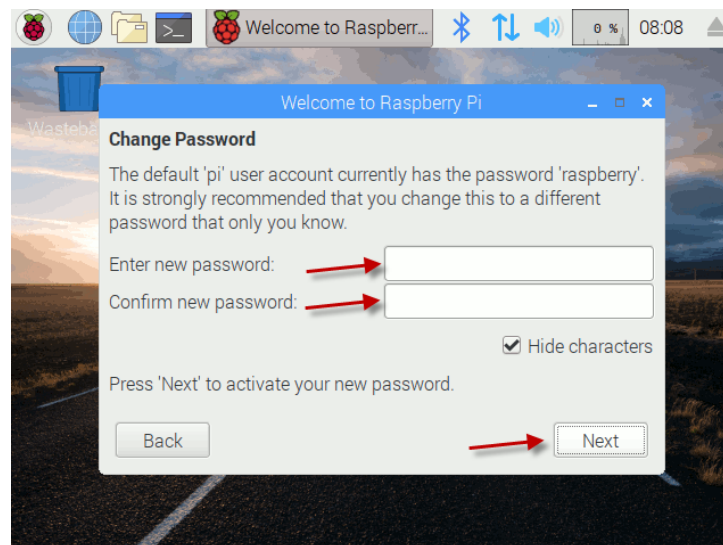 Welcome to Raspberr... 0 % 08:08
Welcome to Raspberry Pi
Change Password
The default 'pi' user account currently has the password 'raspberry'.
It is strongly recommended that you change this to a different
password that only you know.
Enter new password:
Confirm new password:
Hide characters
Press 'Next' to activate your new password.
Back Next